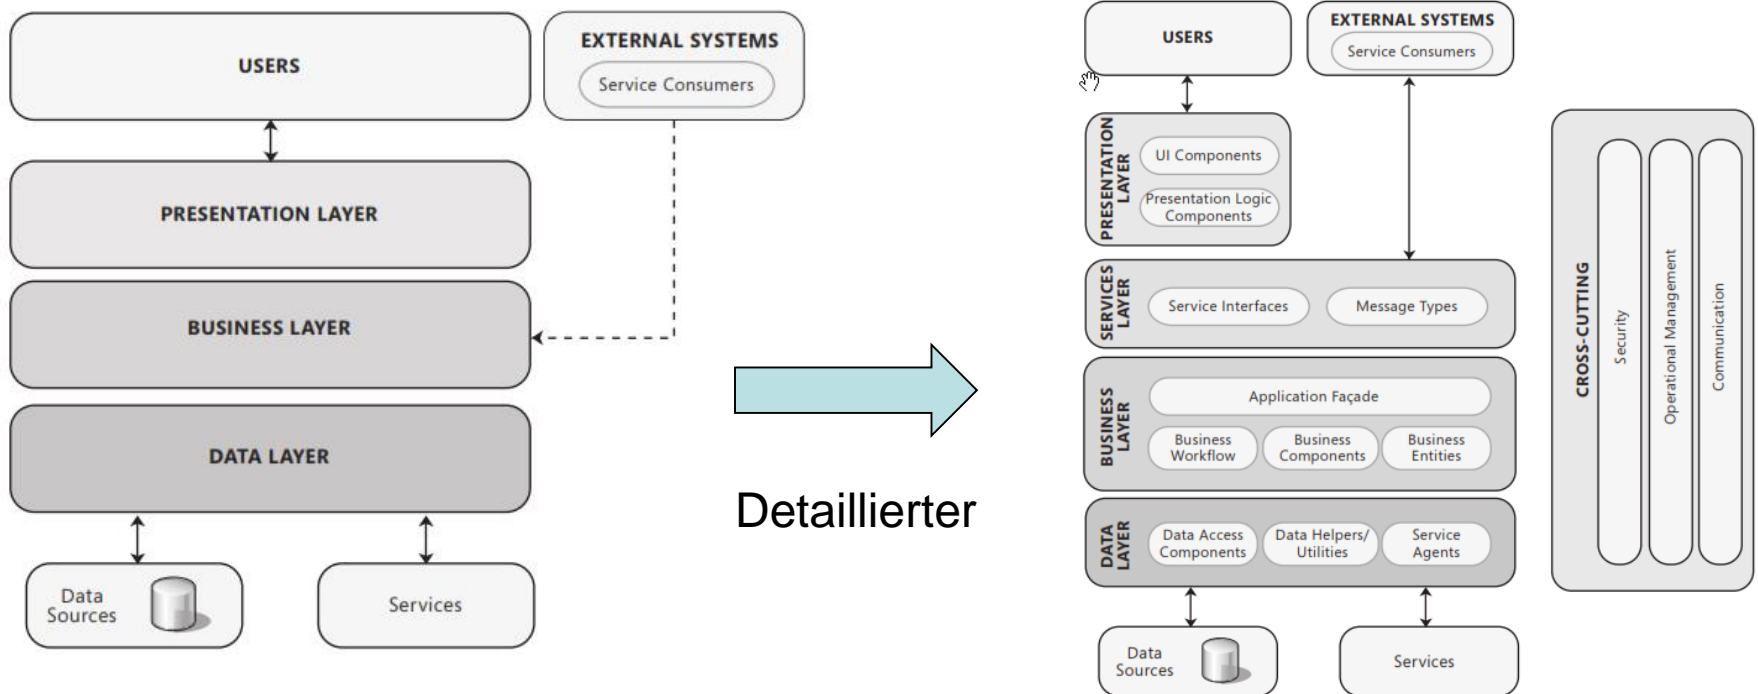 USERS
EXTERNAL SYSTEMS
Service Consumers
PRESENTATION LAYER
BUSINESS LAYER
DATA LAYER
Data
Sources
Services
Detaillierter
USERS
EXTERNAL SYSTEMS
Service Consumers
PRESENTATION
LAYER
UI Components
Presentation Logic
Components
SERVICES
LAYER
Service Interfaces
Message Types
BUSINESS
LAYER
Application Façade
Business
Workflow
Business
Components
Business
Entities
DATA
LAYER
Data Access
Components
Data Helpers/
Utilities
Service
Agents
Data
Sources
Services
CROSS-CUTTING
Security
Operational Management
Communication